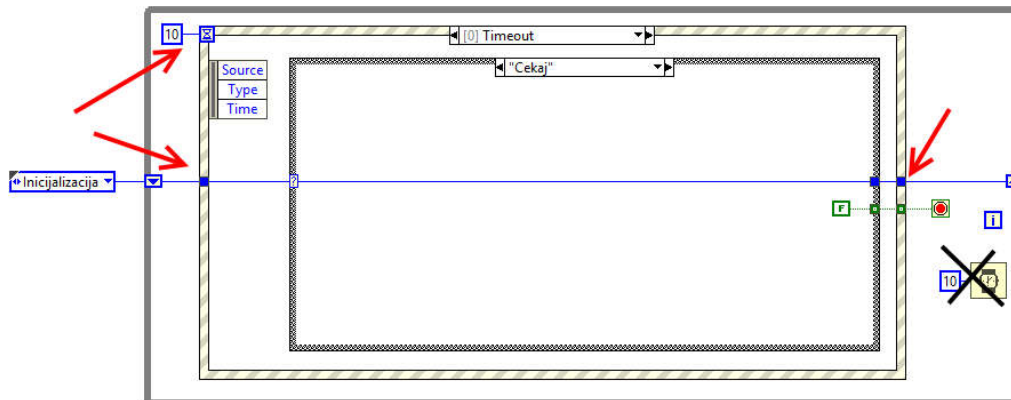 10
[0] Timeout
"Cekaj"
Source
Type
Time
Inicijalizacija
?
F
i
10